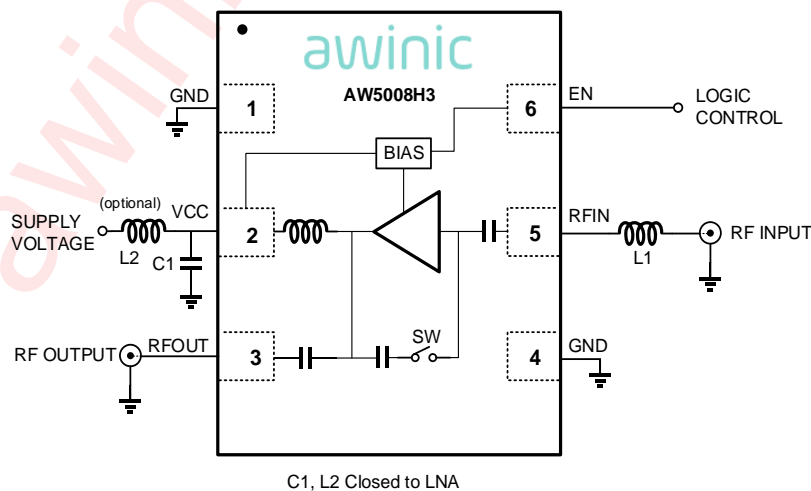 awinic
AW5008H3
GND
1
6
EN
LOGIC
CONTROL
BIAS
(optional)
VCC
SUPPLY
VOLTAGE
L2
C1
2
5
RFIN
L1
RF INPUT
SW
RF OUTPUT
RFOUT
3
4
GND
C1, L2 Closed to LNA
awi